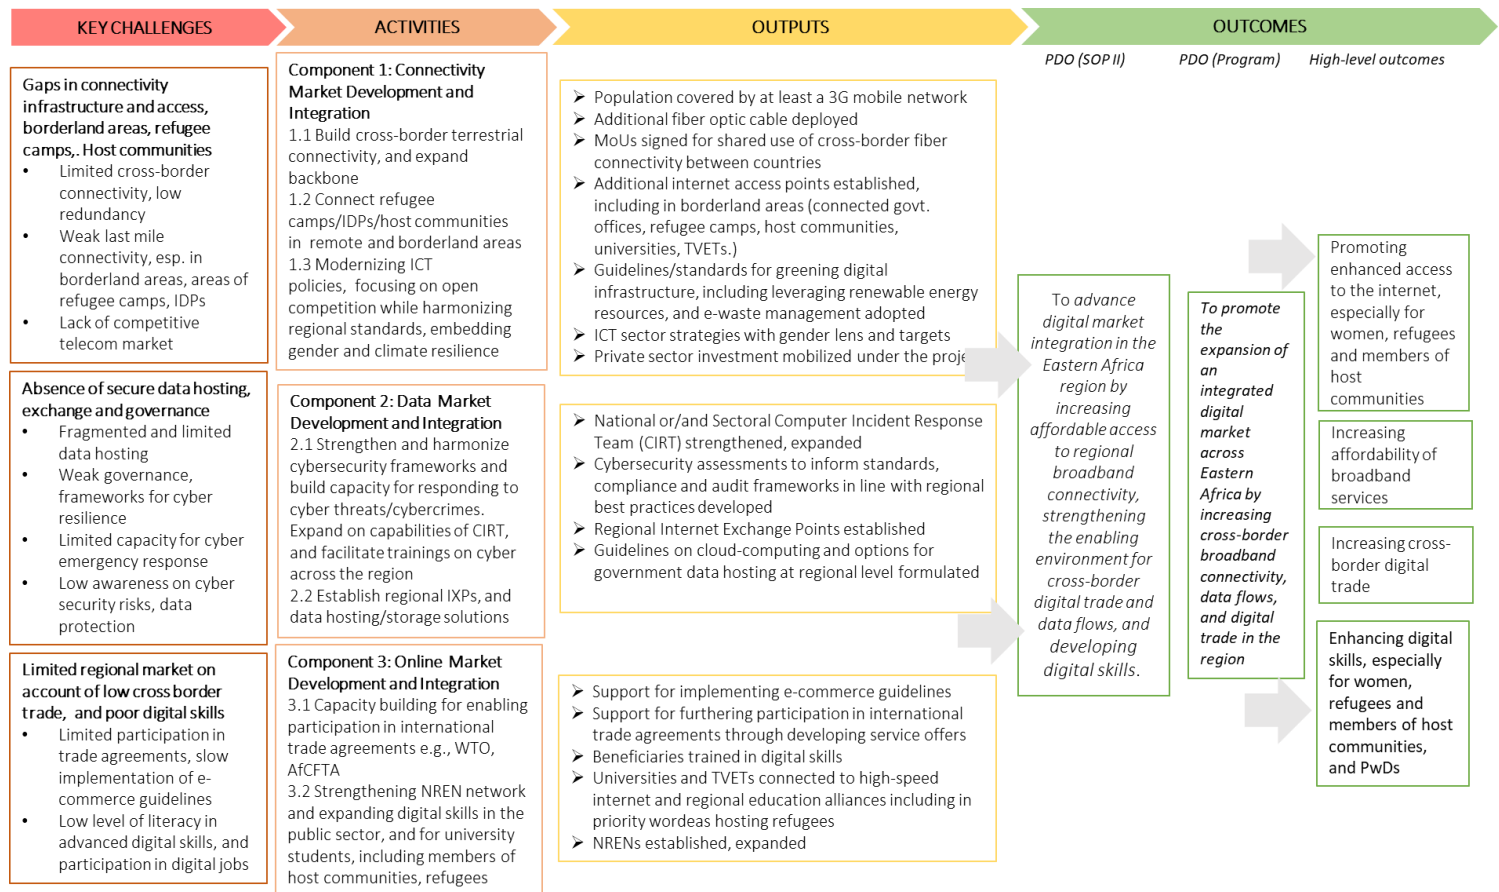 KEY CHALLENGES
ACTIVITIES
OUTPUTS
OUTCOMES
PDO (SOP II)
PDO (Program)
High-level outcomes
Gaps in connectivity
infrastructure and access,
borderland areas, refugee
camps,. Host communities
• Limited cross-border
connectivity, low
redundancy
• Weak last mile
connectivity, esp. in
borderland areas, areas of
refugee camps, IDPs
• Lack of competitive
telecom market
Absence of secure data hosting,
exchange and governance
• Fragmented and limited
data hosting
• Weak governance,
frameworks for cyber
resilience
• Limited capacity for cyber
emergency response
• Low awareness on cyber
security risks, data
protection
Limited regional market on
account of low cross border
trade, and poor digital skills
• Limited participation in
trade agreements, slow
implementation of e-
commerce guidelines
• Low level of literacy in
advanced digital skills, and
participation in digital jobs
Component 1: Connectivity
Market Development and
Integration
1.1 Build cross-border terrestrial
connectivity, and expand
backbone
1.2 Connect refugee
camps/IDPs/host communities
in remote and borderland areas
1.3 Modernizing ICT
policies, focusing on open
competition while harmonizing
regional standards, embedding
gender and climate resilience
Component 2: Data Market
Development and Integration
2.1 Strengthen and harmonize
cybersecurity frameworks and
build capacity for responding to
cyber threats/cybercrimes.
Expand on capabilities of CIRT,
and facilitate trainings on cyber
across the region
2.2 Establish regional IXPs, and
data hosting/storage solutions
Component 3: Online Market
Development and Integration
3.1 Capacity building for enabling
participation in international
trade agreements e.g., WTO,
AfCFTA
3.2 Strengthening NREN network
and expanding digital skills in the
public sector, and for university
students, including members of
host communities, refugees
➢ Population covered by at least a 3G mobile network
➢ Additional fiber optic cable deployed
➢ MoUs signed for shared use of cross-border fiber
connectivity between countries
➢ Additional internet access points established,
including in borderland areas (connected govt.
offices, refugee camps, host communities,
universities, TVETs.)
➢ Guidelines/standards for greening digital
infrastructure, including leveraging renewable energy
resources, and e-waste management adopted
➢ ICT sector strategies with gender lens and targets
➢ Private sector investment mobilized under the proje
➢ National or/and Sectoral Computer Incident Response
Team (CIRT) strengthened, expanded
➢ Cybersecurity assessments to inform standards,
compliance and audit frameworks in line with regional
best practices developed
➢ Regional Internet Exchange Points established
➢ Guidelines on cloud-computing and options for
government data hosting at regional level formulated
➢ Support for implementing e-commerce guidelines
➢ Support for furthering participation in international
trade agreements through developing service offers
➢ Beneficiaries trained in digital skills
➢ Universities and TVETs connected to high-speed
internet and regional education alliances including in
priority wordeas hosting refugees
➢ NRENs established, expanded
To advance
digital market
integration in the
Eastern Africa
region by
increasing
affordable access
to regional
broadband
connectivity,
strengthening
the enabling
environment for
cross-border
digital trade and
data flows, and
developing
digital skills.
To promote
the
expansion of
an
integrated
digital
market
across
Eastern
Africa by
increasing
cross-border
broadband
connectivity,
data flows,
and digital
trade in the
region
Promoting
enhanced access
to the internet,
especially for
women, refugees
and members of
host
communities
Increasing
affordability of
broadband
services
Increasing cross-
border digital
trade
Enhancing digital
skills, especially
for women,
refugees and
members of host
communities,
and PwDs